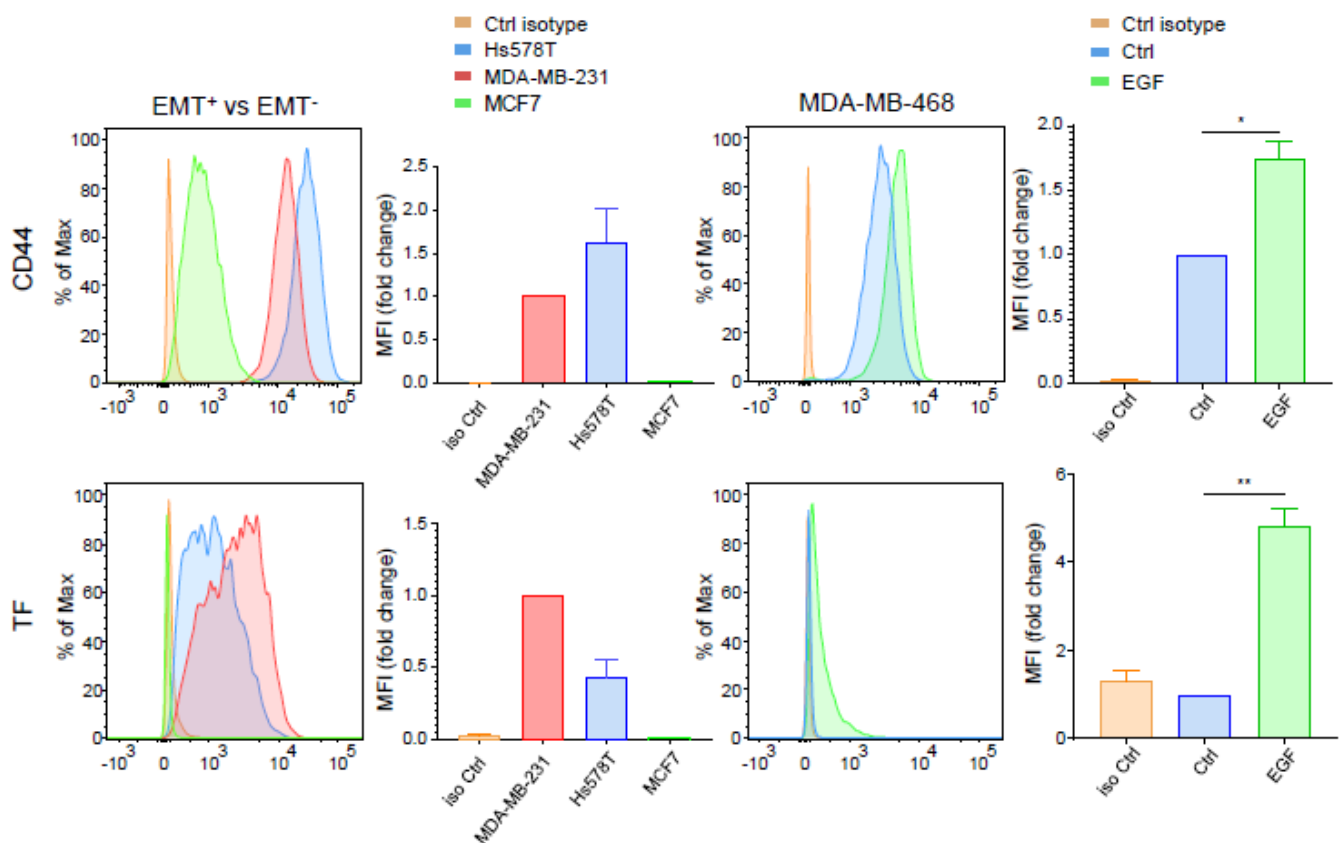 Ctrl isotype
Hs578T
MDA-MB-231
MCF7
Ctrl isotype
Ctrl
EGF
EMT⁺ vs EMT⁻
MDA-MB-468
CD44
% of Max
100
80
60
40
20
0
-10³ 0 10³ 10⁴ 10⁵
MFI (fold change)
2.5
2.0
1.5
1.0
0.5
0.0
iso Ctrl
MDA-MB-231
Hs578T
MCF7
% of Max
100
80
60
40
20
0
-10³ 0 10³ 10⁴ 10⁵
MFI (fold change)
2.0
1.5
1.0
0.5
0.0
*
iso Ctrl
Ctrl
EGF
TF
% of Max
100
80
60
40
20
0
-10³ 0 10³ 10⁴ 10⁵
MFI (fold change)
1.5
1.0
0.5
0.0
iso Ctrl
MDA-MB-231
Hs578T
MCF7
% of Max
100
80
60
40
20
0
-10³ 0 10³ 10⁴ 10⁵
MFI (fold change)
6
4
2
0
**
iso Ctrl
Ctrl
EGF